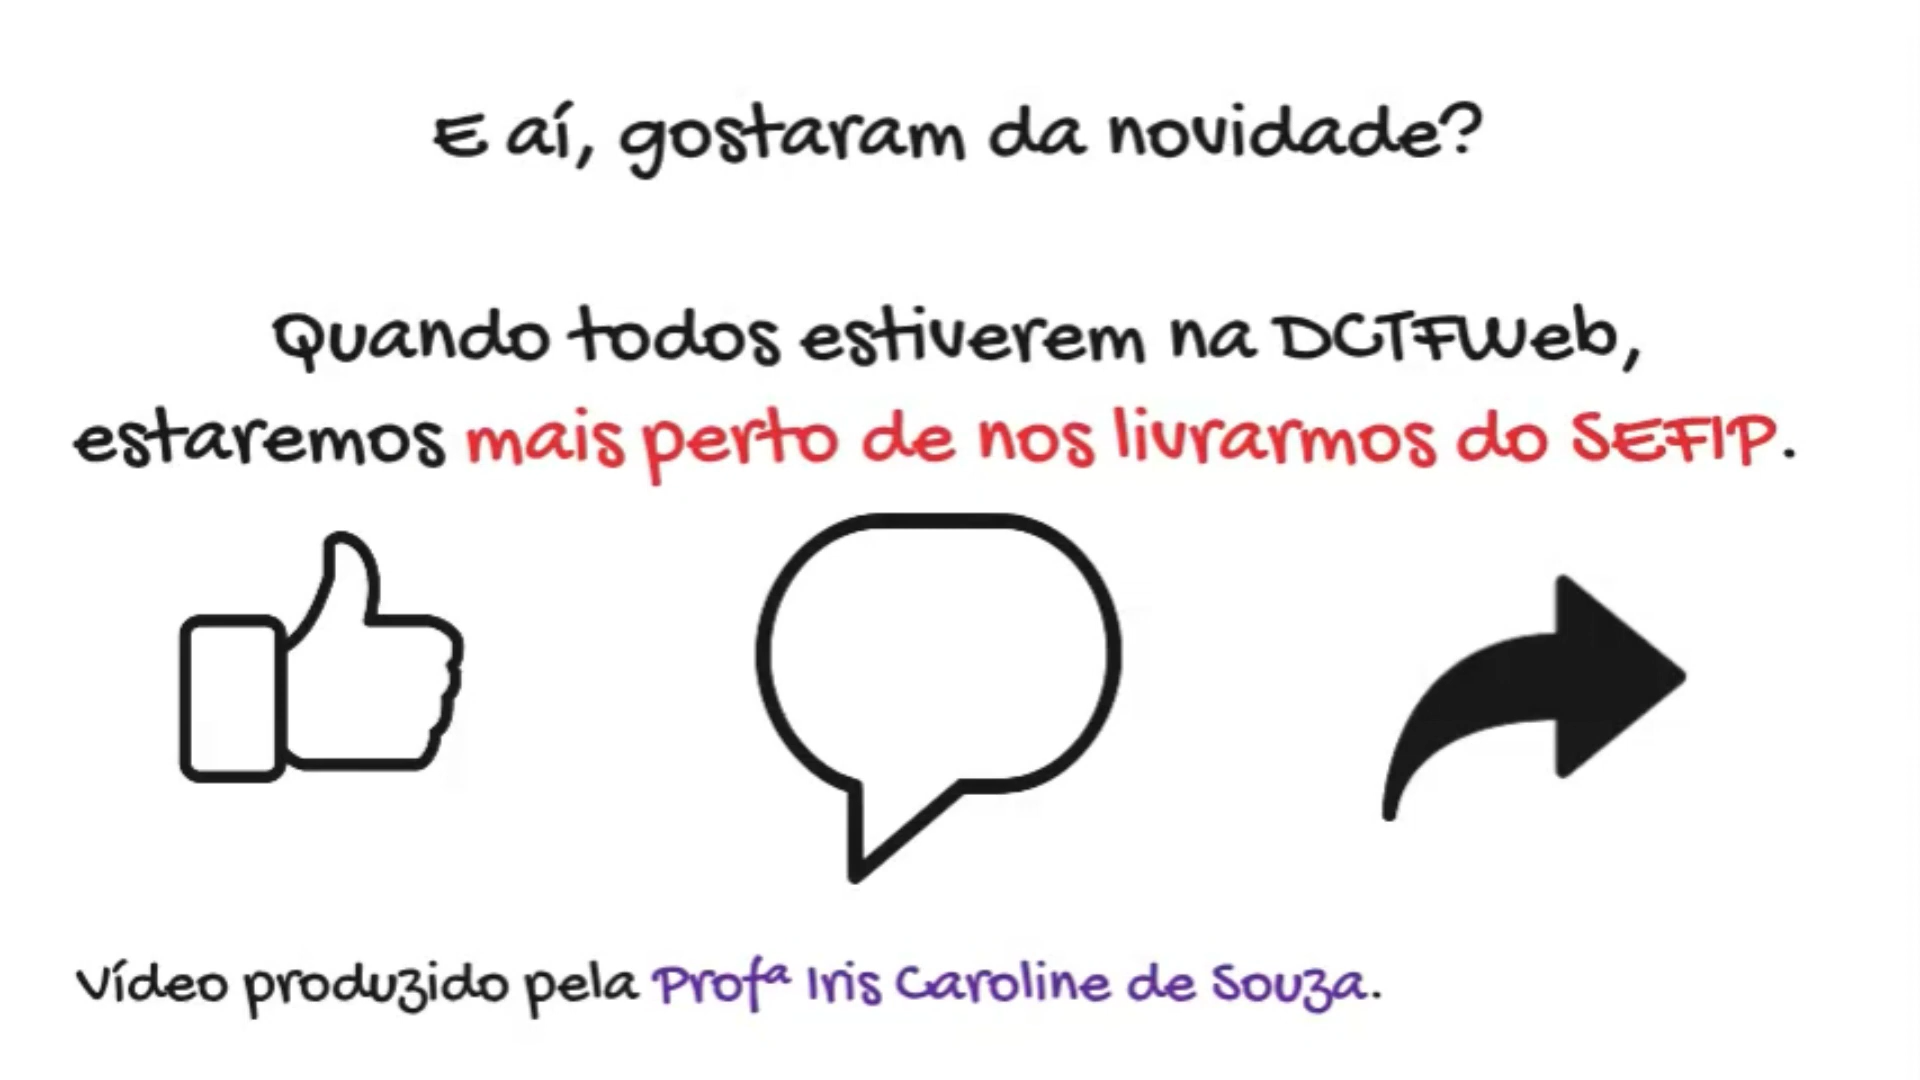 E aí, gostaram da novidade?
Quando todos estiverem na DCTFWeb,
estaremos mais perto de nos livrarmos do SEFIP.
Vídeo produzido pela Profª Iris Caroline de Souza.